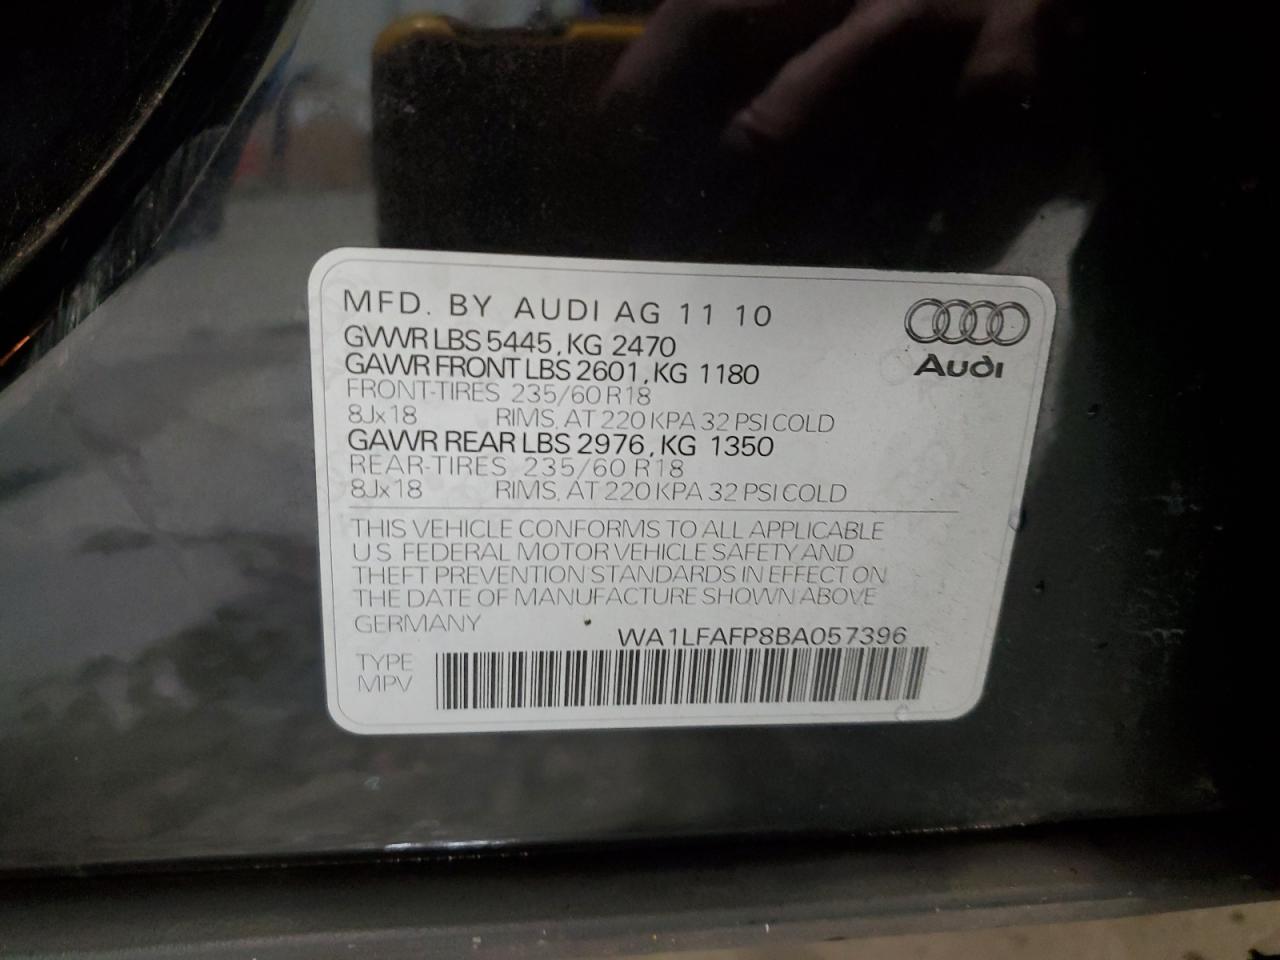 MFD. BY AUDI AG 11 10
GVWR LBS 5445, KG 2470
GAWR FRONT LBS 2601, KG 1180
FRONT-TIRES 235/60 R18
8Jx18 RIMS, AT 220 KPA 32 PSI COLD
GAWR REAR LBS 2976, KG 1350
REAR-TIRES 235/60 R18
8Jx18 RIMS, AT 220 KPA 32 PSI COLD
Audi
THIS VEHICLE CONFORMS TO ALL APPLICABLE
US FEDERAL MOTOR VEHICLE SAFETY AND
THEFT PREVENTION STANDARDS IN EFFECT ON
THE DATE OF MANUFACTURE SHOWN ABOVE
GERMANY
WA1LFAFP8BA057396
TYPE
MPV